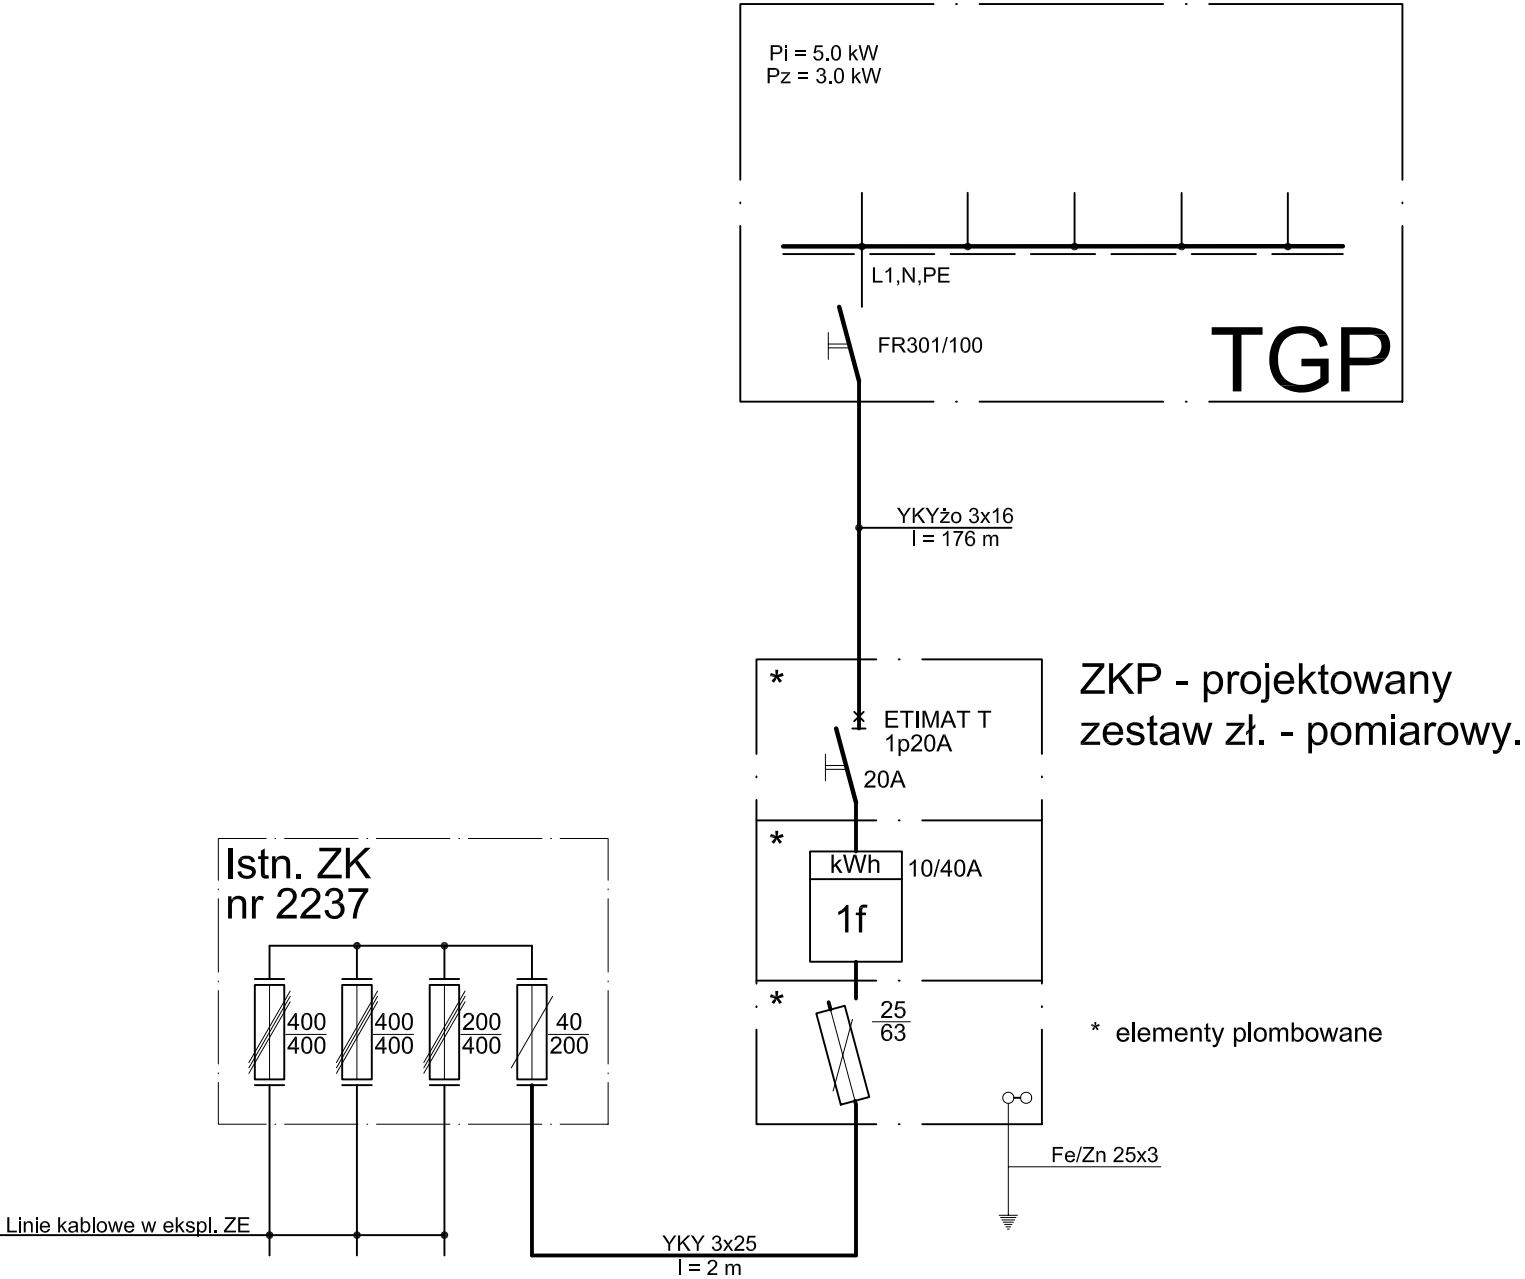 Pi = 5.0 kW
Pz = 3.0 kW
L1,N,PE
FR301/100
TGP
YKYżo 3x16
l = 176 m
ZKP - projektowany
zestaw zł. - pomiarowy.
*
ETIMAT T
1p20A
20A
*
kWh
10/40A
1f
Istn. ZK
nr 2237
400
400
400
400
200
400
40
200
*
25
63
* elementy plombowane
Fe/Zn 25x3
Linie kablowe w ekspl. ZE
YKY 3x25
l = 2 m